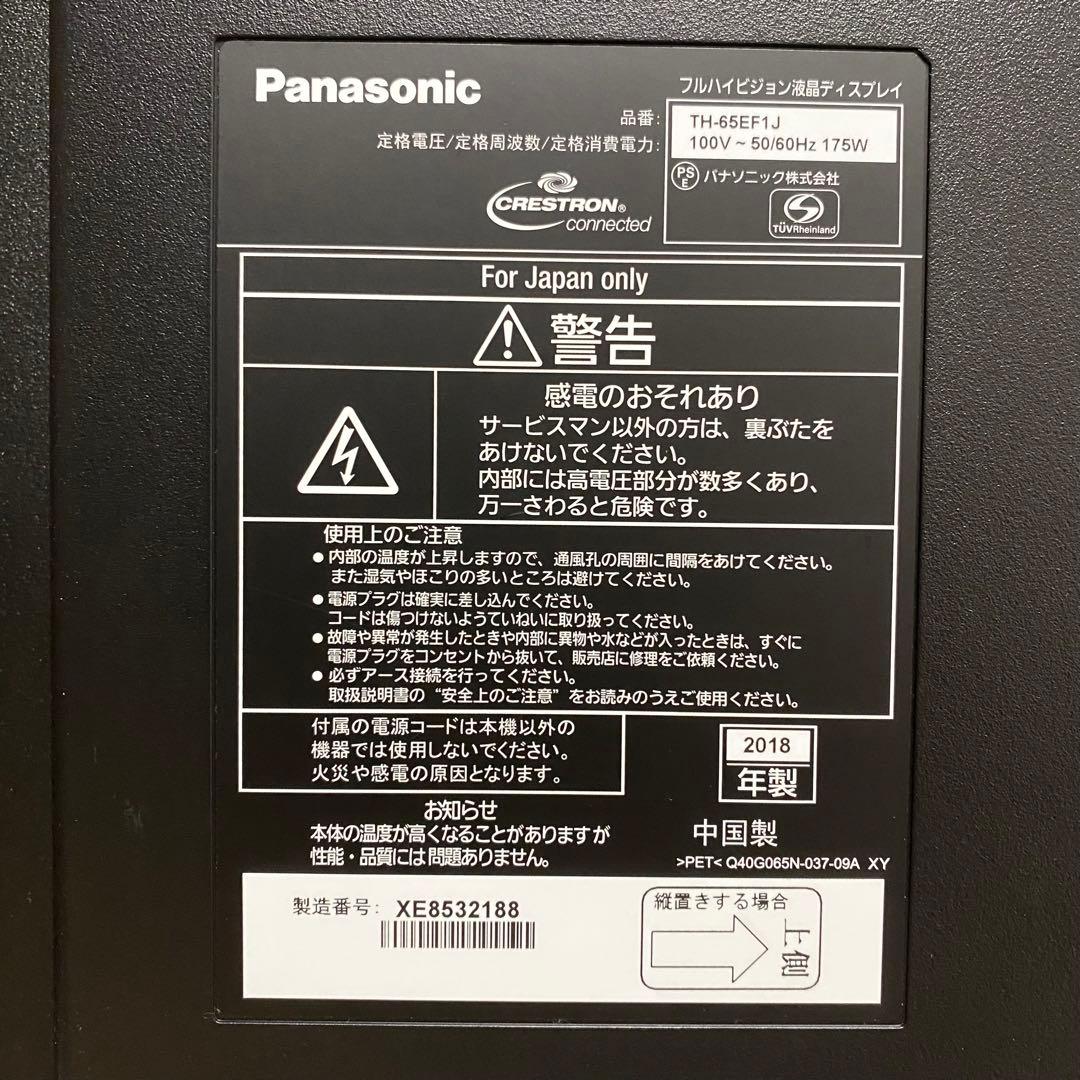 Panasonic
フルハイビジョン液晶ディスプレイ
品番: TH-65EF1J
定格電圧/定格周波数/定格消費電力: 100V ~ 50/60Hz 175W
PS
E
パナソニック株式会社
CRESTRON®
connected
TÜVRheinland
For Japan only
警告
感電のおそれあり
サービスマン以外の方は、裏ぶたを
あけないでください。
内部には高電圧部分が数多くあり、
万一さわると危険です。
使用上のご注意
● 内部の温度が上昇しますので、通風孔の周囲に間隔をあけてください。
また湿気やほこりの多いところは避けてください。
● 電源プラグは確実に差し込んでください。
コードは傷つけないようていねいに取り扱ってください。
● 故障や異常が発生したときや内部に異物や水などが入ったときは、すぐに
電源プラグをコンセントから抜いて、販売店に修理をご依頼ください。
● 必ずアース接続を行ってください。
取扱説明書の“安全上のご注意”をお読みのうえご使用ください。
付属の電源コードは本機以外の
機器では使用しないでください。
火災や感電の原因となります。
2018
年製
お知らせ
本体の温度が高くなることがありますが
性能・品質には問題ありません。
中国製
>PET< Q40G065N-037-09A XY
製造番号: XE8532188
縦置きする場合
上側